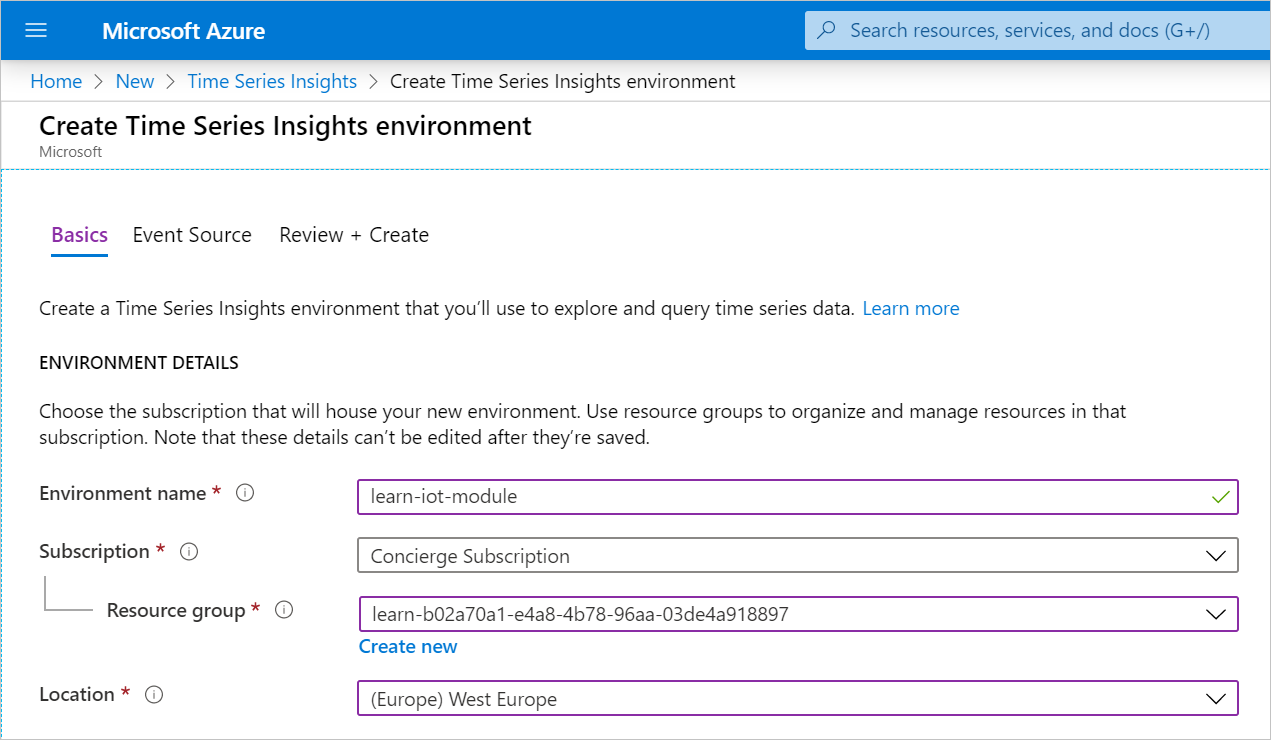 Microsoft Azure
Search resources, services, and docs (G+/)
Home > New > Time Series Insights > Create Time Series Insights environment
Create Time Series Insights environment
Microsoft
Basics Event Source Review + Create
Create a Time Series Insights environment that you’ll use to explore and query time series data. Learn more
ENVIRONMENT DETAILS
Choose the subscription that will house your new environment. Use resource groups to organize and manage resources in that
subscription. Note that these details can’t be edited after they’re saved.
Environment name *
learn-iot-module
Subscription *
Concierge Subscription
Resource group *
learn-b02a70a1-e4a8-4b78-96aa-03de4a918897
Create new
Location *
(Europe) West Europe